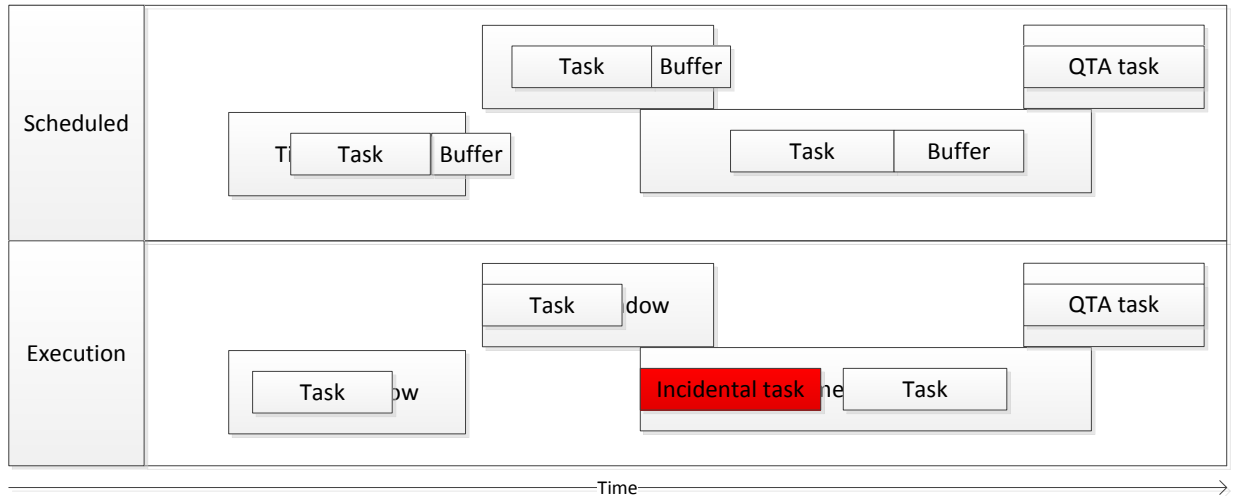 Scheduled
Task
Buffer
QTA task
Ti
Task
Buffer
Task
Buffer
Execution
Task
dow
QTA task
Task
ow
Incidental task
me
Task
Time